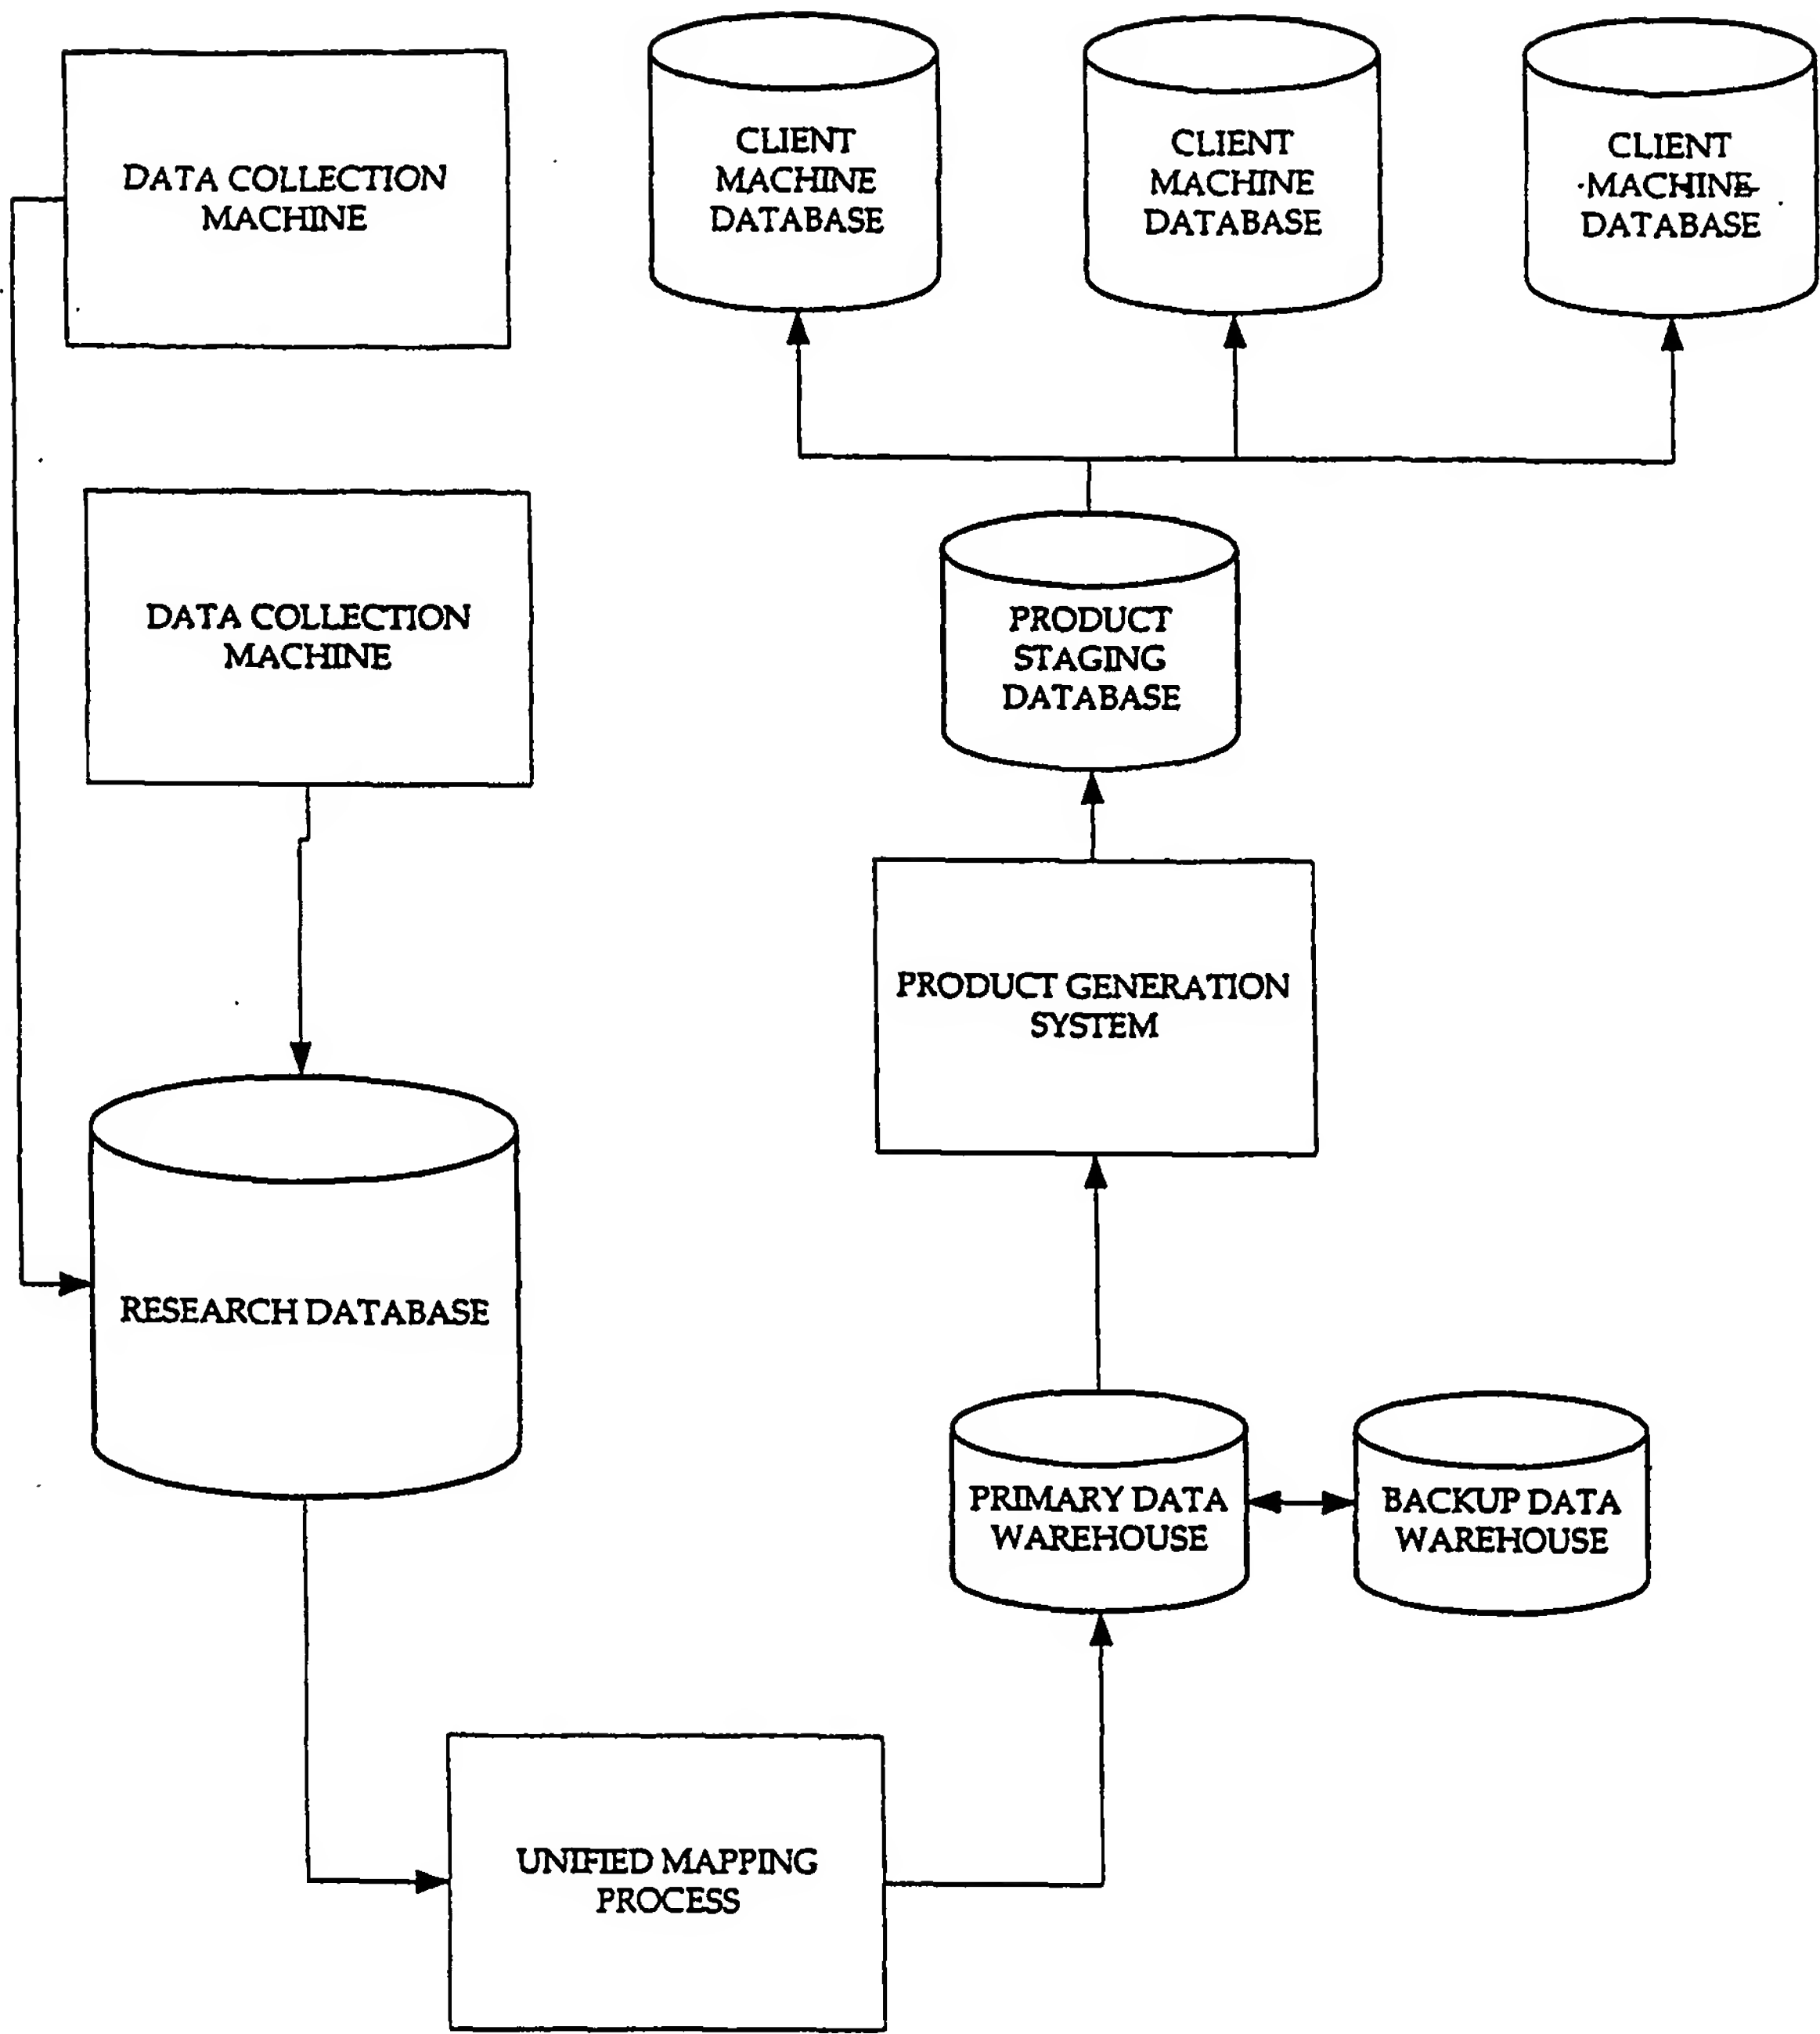 DATA COLLECTION
MACHINE
CLIENT
MACHINE
DATABASE
CLIENT
MACHINE
DATABASE
CLIENT
MACHINE
DATABASE
DATA COLLECTION
MACHINE
PRODUCT
STAGING
DATABASE
PRODUCT GENERATION
SYSTEM
RESEARCH DATABASE
PRIMARY DATA
WAREHOUSE
BACKUP DATA
WAREHOUSE
UNIFIED MAPPING
PROCESS